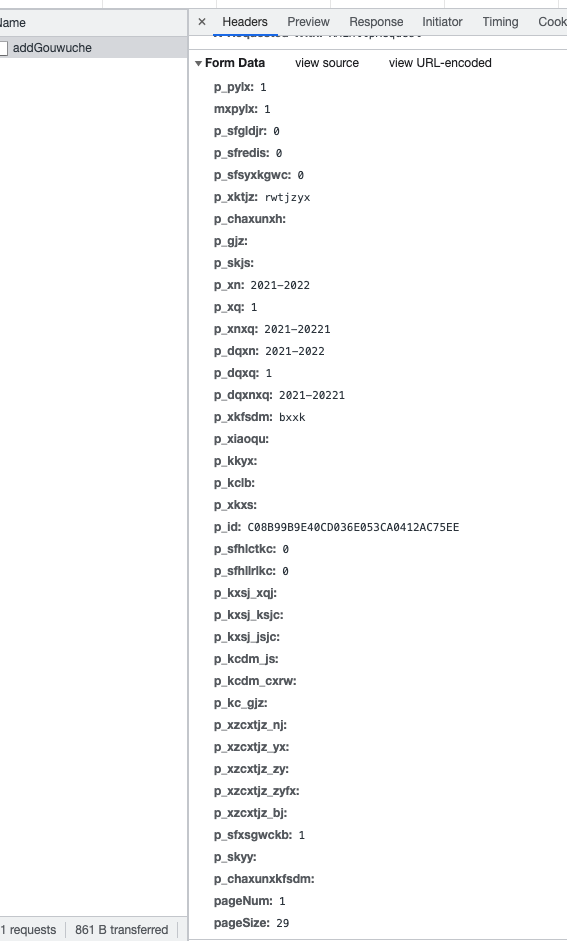 Name
Headers Preview Response Initiator Timing Cook
addGouwuche
Form Data view source view URL-encoded
p_pylx: 1
mxpylx: 1
p_sfgldjr: 0
p_sfredis: 0
p_sfsyxkgwc: 0
p_xktjz: rwtjzyx
p_chaxunxh:
p_gjz:
p_skjs:
p_xn: 2021-2022
p_xq: 1
p_xnxq: 2021-20221
p_dqxn: 2021-2022
p_dqxq: 1
p_dqxnxq: 2021-20221
p_xkfsdm: bxxk
p_xiaoqu:
p_kkyx:
p_kclb:
p_xkxs:
p_id: C08B99B9E40CD036E053CA0412AC75EE
p_sfhlctkc: 0
p_sfhllrlkc: 0
p_kxsj_xqj:
p_kxsj_ksjc:
p_kxsj_jsjc:
p_kcdm_js:
p_kcdm_cxrw:
p_kc_gjz:
p_xzcxtjz_nj:
p_xzcxtjz_yx:
p_xzcxtjz_zy:
p_xzcxtjz_zyfx:
p_xzcxtjz_bj:
p_sfxsgwckb: 1
p_skyy:
p_chaxunxkfsdm:
pageNum: 1
pageSize: 29
1 requests 861 B transferred